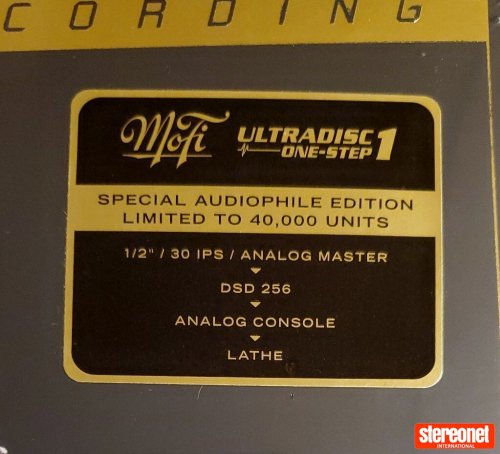 CORDING
MoFi ULTRADISC
ONE-STEP 1
SPECIAL AUDIOPHILE EDITION
LIMITED TO 40,000 UNITS
1/2" / 30 IPS / ANALOG MASTER
DSD 256
ANALOG CONSOLE
LATHE
stereonet
INTERNATIONAL